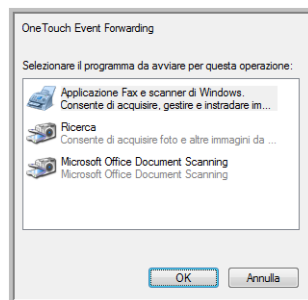 OneTouch Event Forwarding
Selezionare il programma da avviare per questa operazione:
Applicazione Fax e scanner di Windows.
Consente di acquisire, gestire e instradare im...
Ricerca
Consente di acquisire foto e altre immagini da ...
Microsoft Office Document Scanning
Microsoft Office Document Scanning
OK Annulla